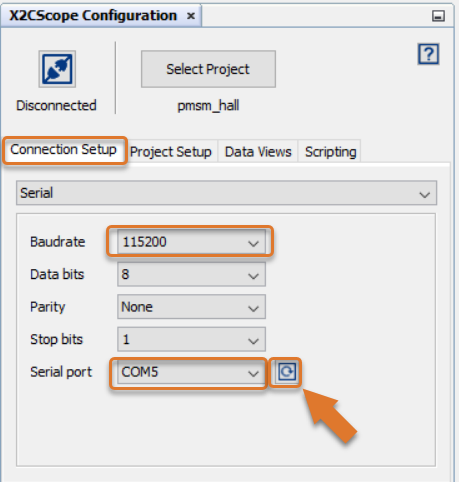 X2CScope Configuration ×
?
Select Project
Disconnected
pmsm_hall
Connection Setup Project Setup Data Views Scripting
Serial
Baudrate 115200
Data bits 8
Parity None
Stop bits 1
Serial port COM5